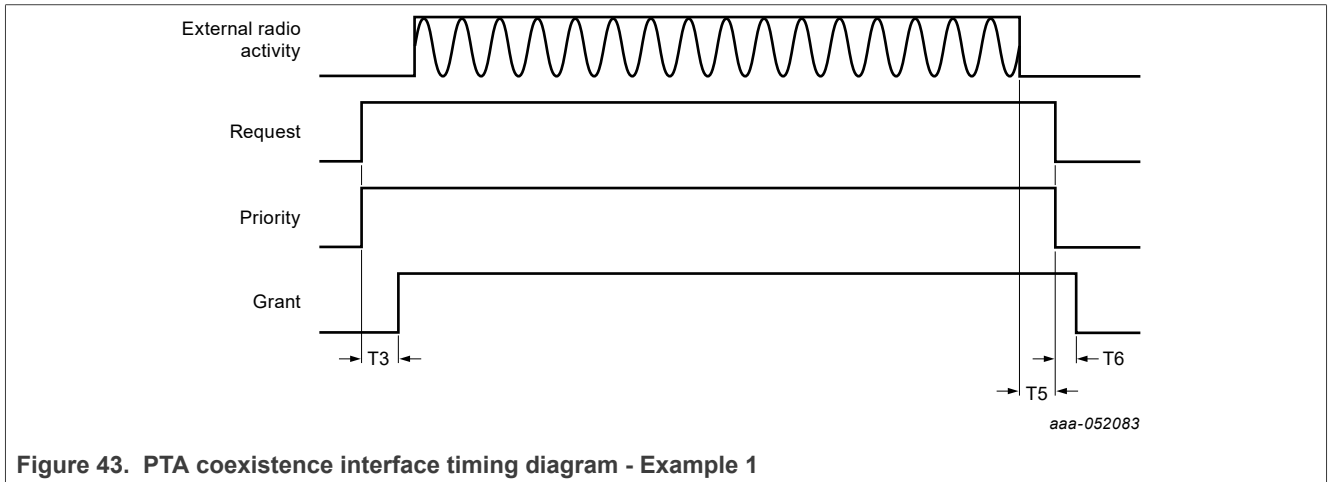 External radio
activity
Request
Priority
Grant
T3
T6
T5
aaa-052083
Figure 43. PTA coexistence interface timing diagram - Example 1